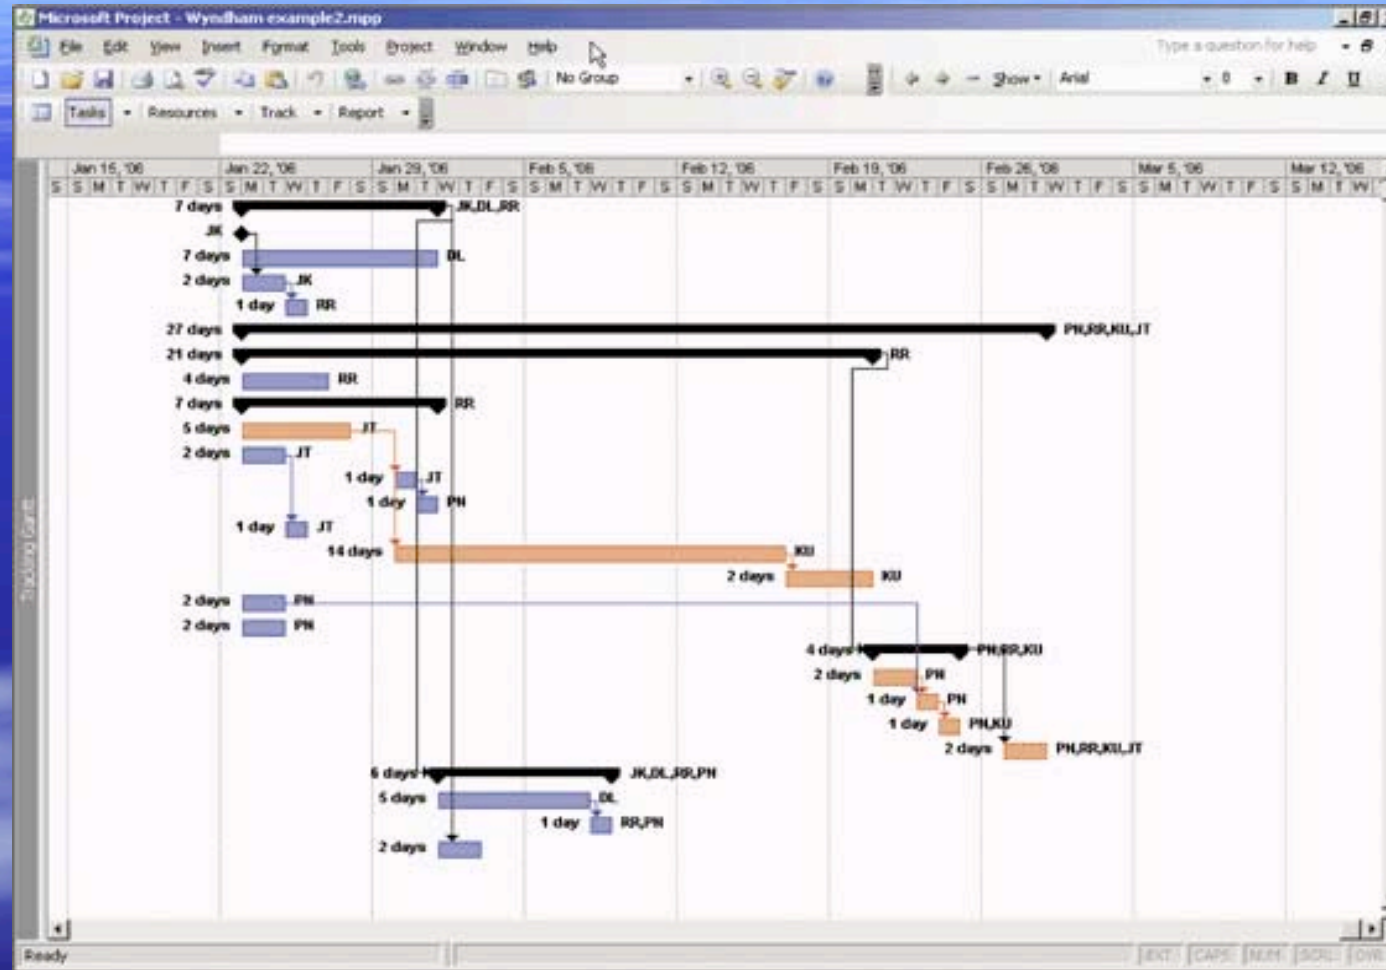 Microsoft Project - Wyndham example2.mpp
File Edit View Insert Format Tools Project Window Help Type a question for help
No Group Show Arial 8 B I U
Tasks Resources Track Report
Jan 15, '06 Jan 22, '06 Jan 29, '06 Feb 5, '06 Feb 12, '06 Feb 19, '06 Feb 26, '06 Mar 5, '06 Mar 12, '06
S S M T W T F S S M T W T F S S M T W T F S S M T W T F S S M T W T F S S M T W T F S S M T W T F S S M T W T F S S M T W
7 days JK,DL,RR
JK
7 days DL
2 days JK
1 day RR
27 days PN,RR,KU,JT
21 days RR
4 days RR
7 days RR
5 days JT
2 days JT
1 day JT
1 day PN
1 day JT
14 days KU
2 days KU
2 days PN
2 days PN
4 days PN,RR,KU
2 days PN
1 day PN
1 day PN,KU
2 days PN,RR,KU,JT
6 days JK,DL,RR,PN
5 days DL
1 day RR,PN
2 days
Tracking Gantt
Ready EXT CAPS NUM SCRL OVR